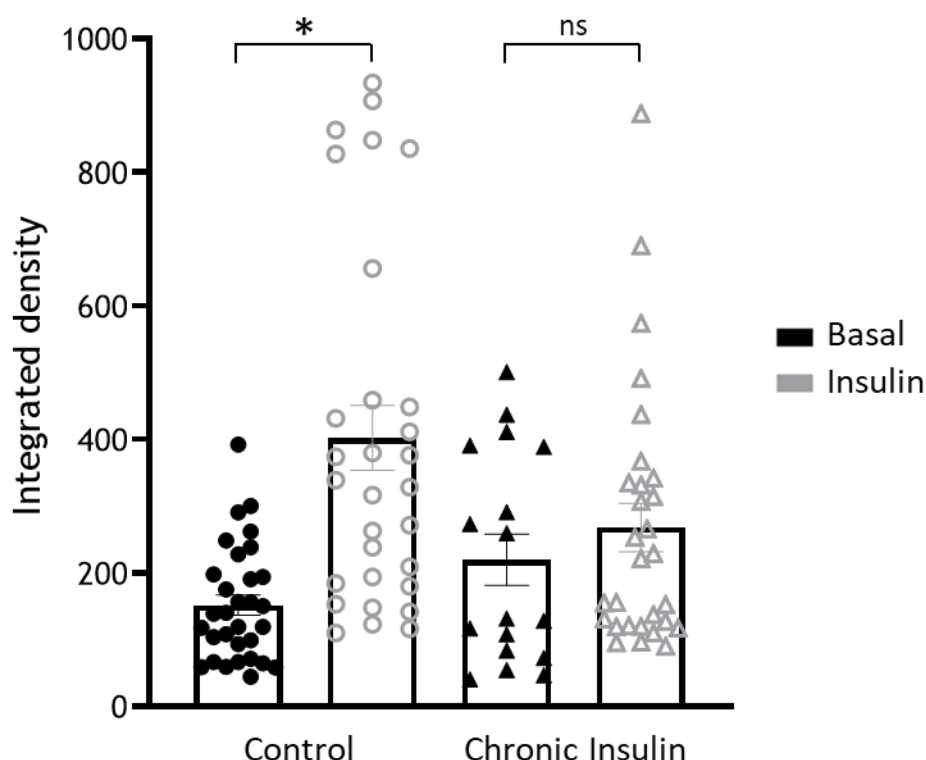 * ns
1000
800
600
400
200
0
Integrated density
Basal
Insulin
Control Chronic Insulin